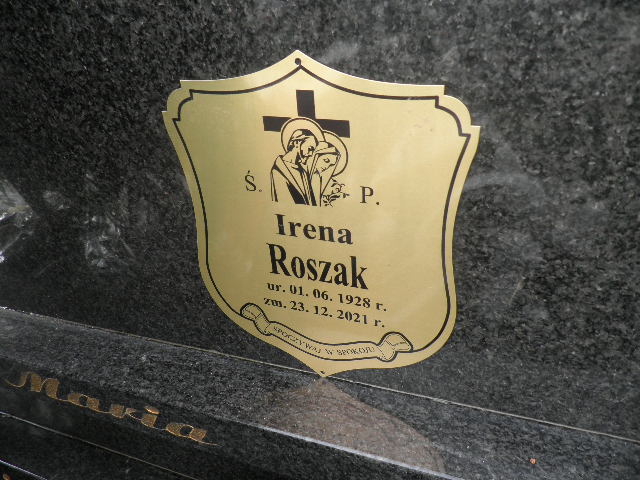 Ś. P.
Irena
Roszak
ur. 01. 06. 1928 r.
zm. 23. 12. 2021 r.
SPOCZYWAJ W SPOKOJU
Maria